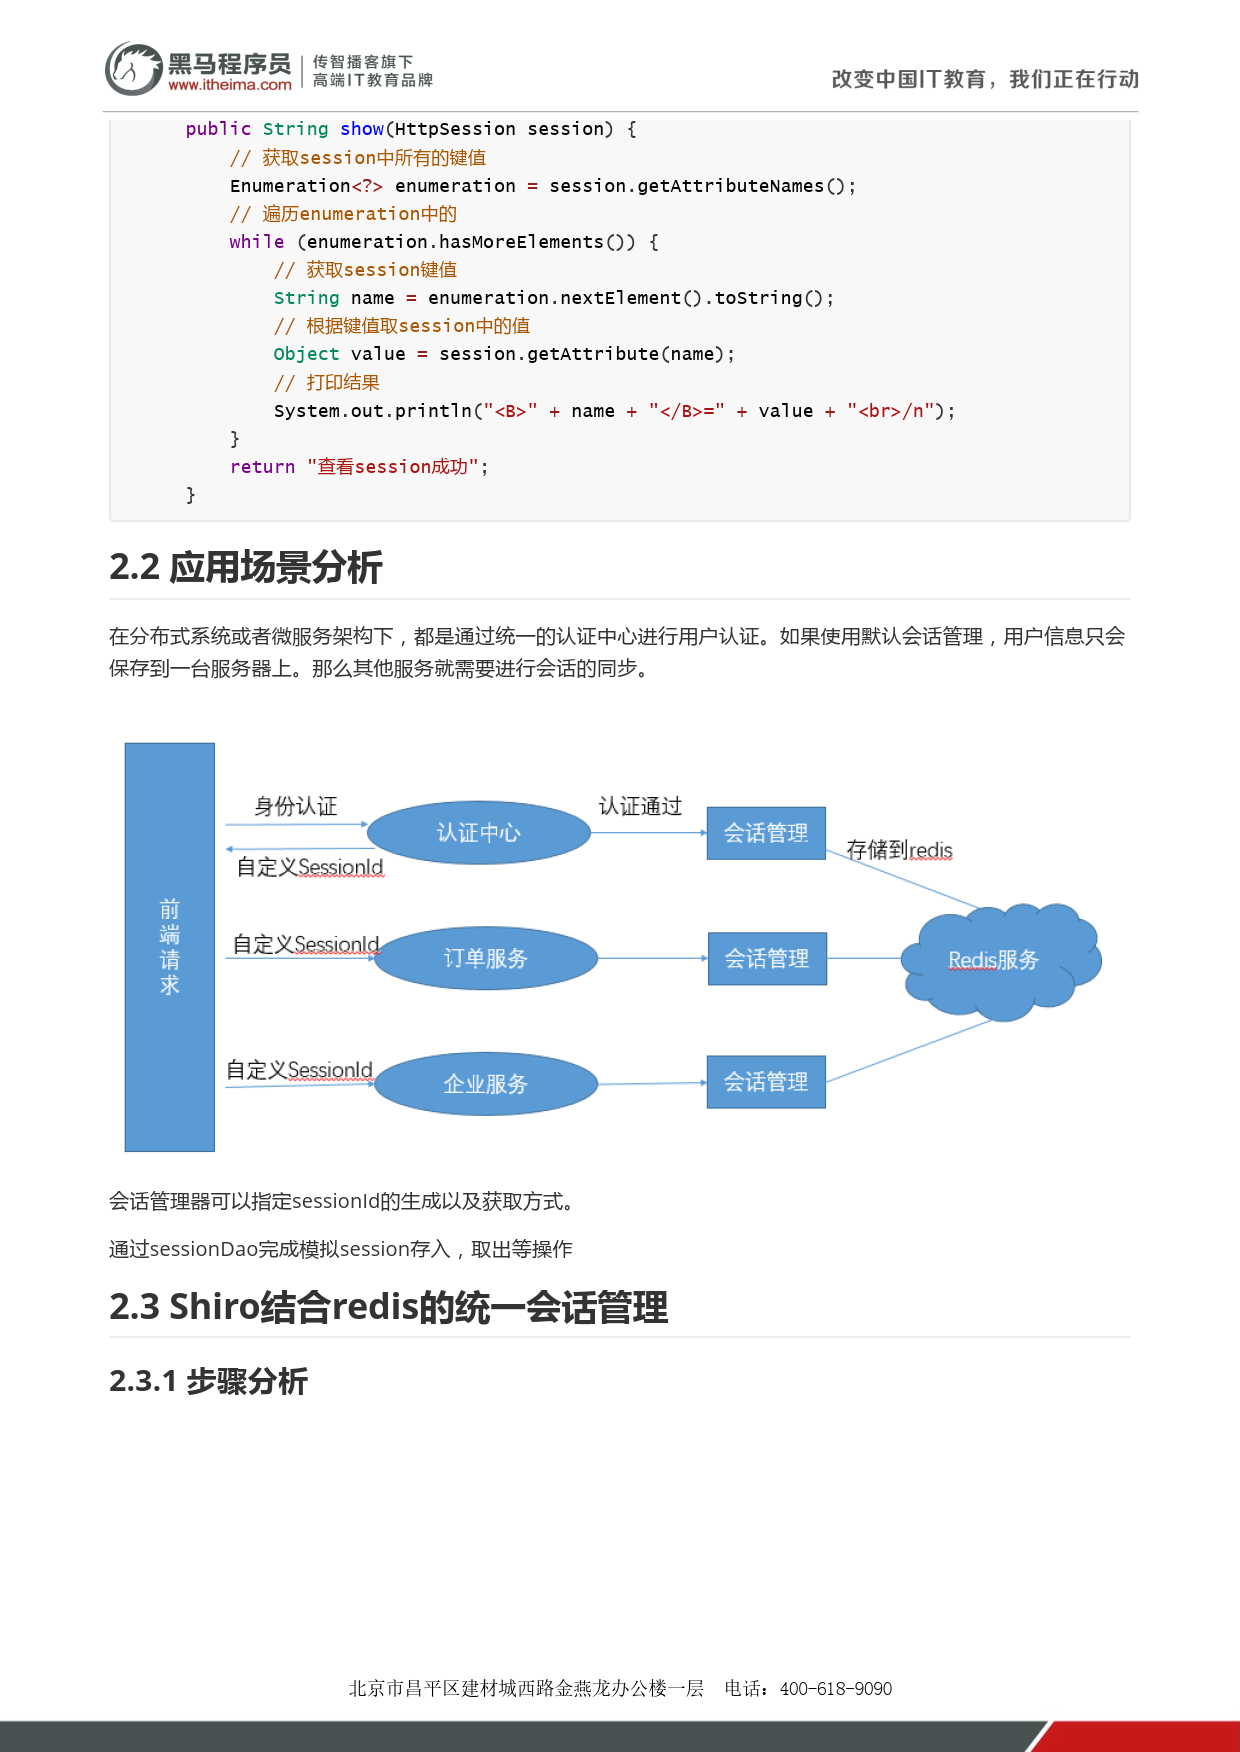 黑马程序员
www.itheima.com
传智播客旗下
高端IT教育品牌
改变中国IT教育，我们正在行动
public String show(HttpSession session) {
// 获取session中所有的键值
Enumeration<?> enumeration = session.getAttributeNames();
// 遍历enumeration中的
while (enumeration.hasMoreElements()) {
// 获取session键值
String name = enumeration.nextElement().toString();
// 根据键值取session中的值
Object value = session.getAttribute(name);
// 打印结果
System.out.println("<B>" + name + "</B>=" + value + "<br>/n");
}
return "查看session成功";
}
2.2 应用场景分析
在分布式系统或者微服务架构下，都是通过统一的认证中心进行用户认证。如果使用默认会话管理，用户信息只会
保存到一台服务器上。那么其他服务就需要进行会话的同步。
前
端
请
求
身份认证
自定义SessionId
认证中心
认证通过
会话管理
存储到redis
自定义SessionId
订单服务
会话管理
Redis服务
自定义SessionId
企业服务
会话管理
会话管理器可以指定sessionId的生成以及获取方式。
通过sessionDao完成模拟session存入，取出等操作
2.3 Shiro结合redis的统一会话管理
2.3.1 步骤分析
北京市昌平区建材城西路金燕龙办公楼一层 电话：400-618-9090